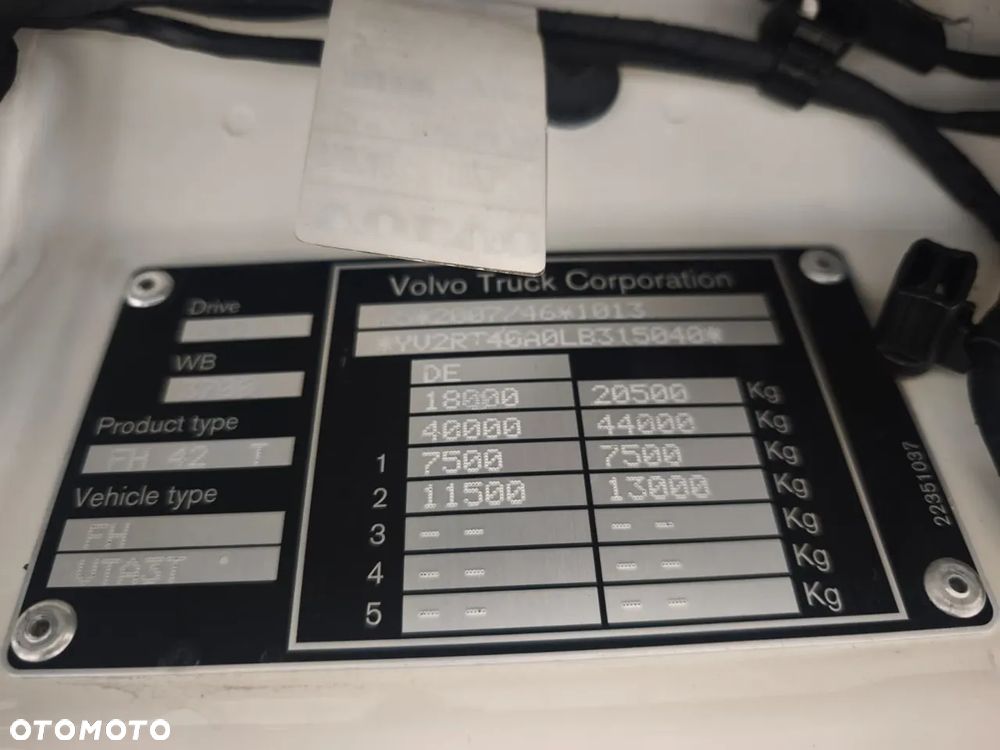 Volvo Truck Corporation
Drive
*2007/46*1013
WB
*YV2RT40A0LB315040*
DE
18000 20500 Kg
Product type
40000 44000 Kg
FH 42 T
1 7500 7500 Kg
Vehicle type
2 11500 13000 Kg
FH
3 -- -- -- -- Kg
VTA3T
4 -- -- -- -- Kg
5 -- -- -- -- Kg
22351037
OTOMOTO